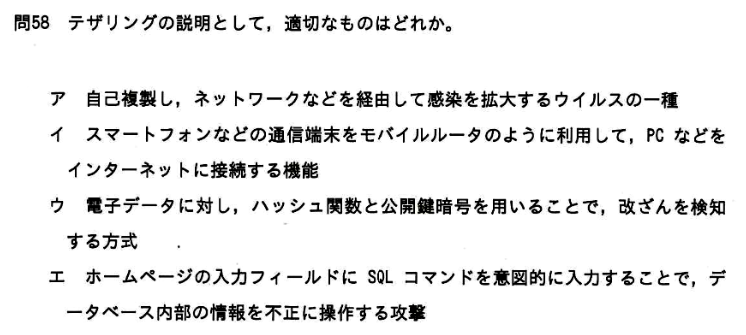 問58 テザリングの説明として，適切なものはどれか。
ア 自己複製し，ネットワークなどを経由して感染を拡大するウイルスの一種
イ スマートフォンなどの通信端末をモバイルルータのように利用して，PC などを
インターネットに接続する機能
ウ 電子データに対し，ハッシュ関数と公開鍵暗号を用いることで，改ざんを検知
する方式
エ ホームページの入力フィールドに SQL コマンドを意図的に入力することで，デ
ータベース内部の情報を不正に操作する攻撃